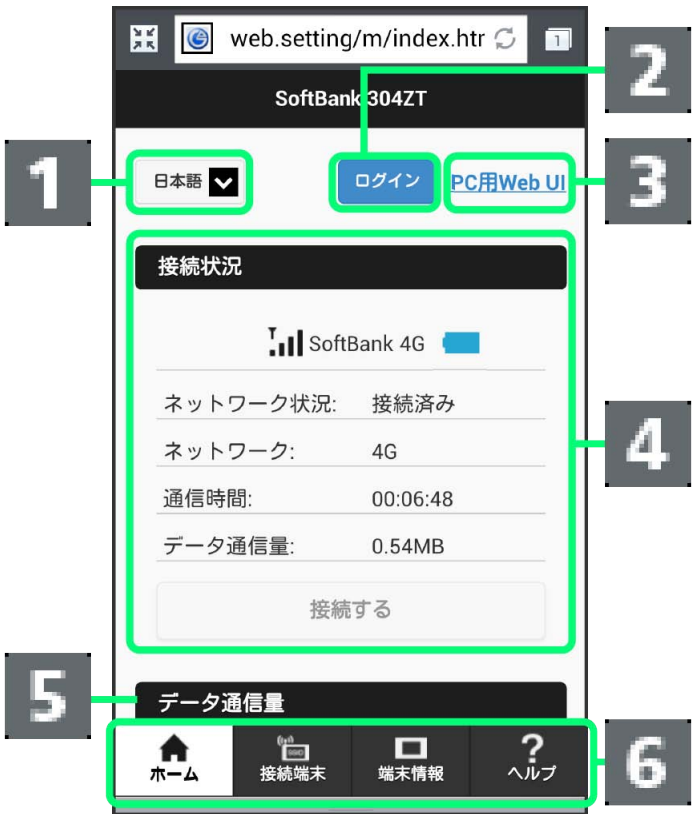 web.setting/m/index.htr
1
SoftBank 304ZT
2
1
日本語
ログイン
PC用Web UI
3
接続状況
SoftBank 4G
ネットワーク状況: 接続済み
ネットワーク: 4G
4
通信時間: 00:06:48
データ通信量: 0.54MB
接続する
5
データ通信量
ホーム
接続端末
端末情報
?
ヘルプ
6